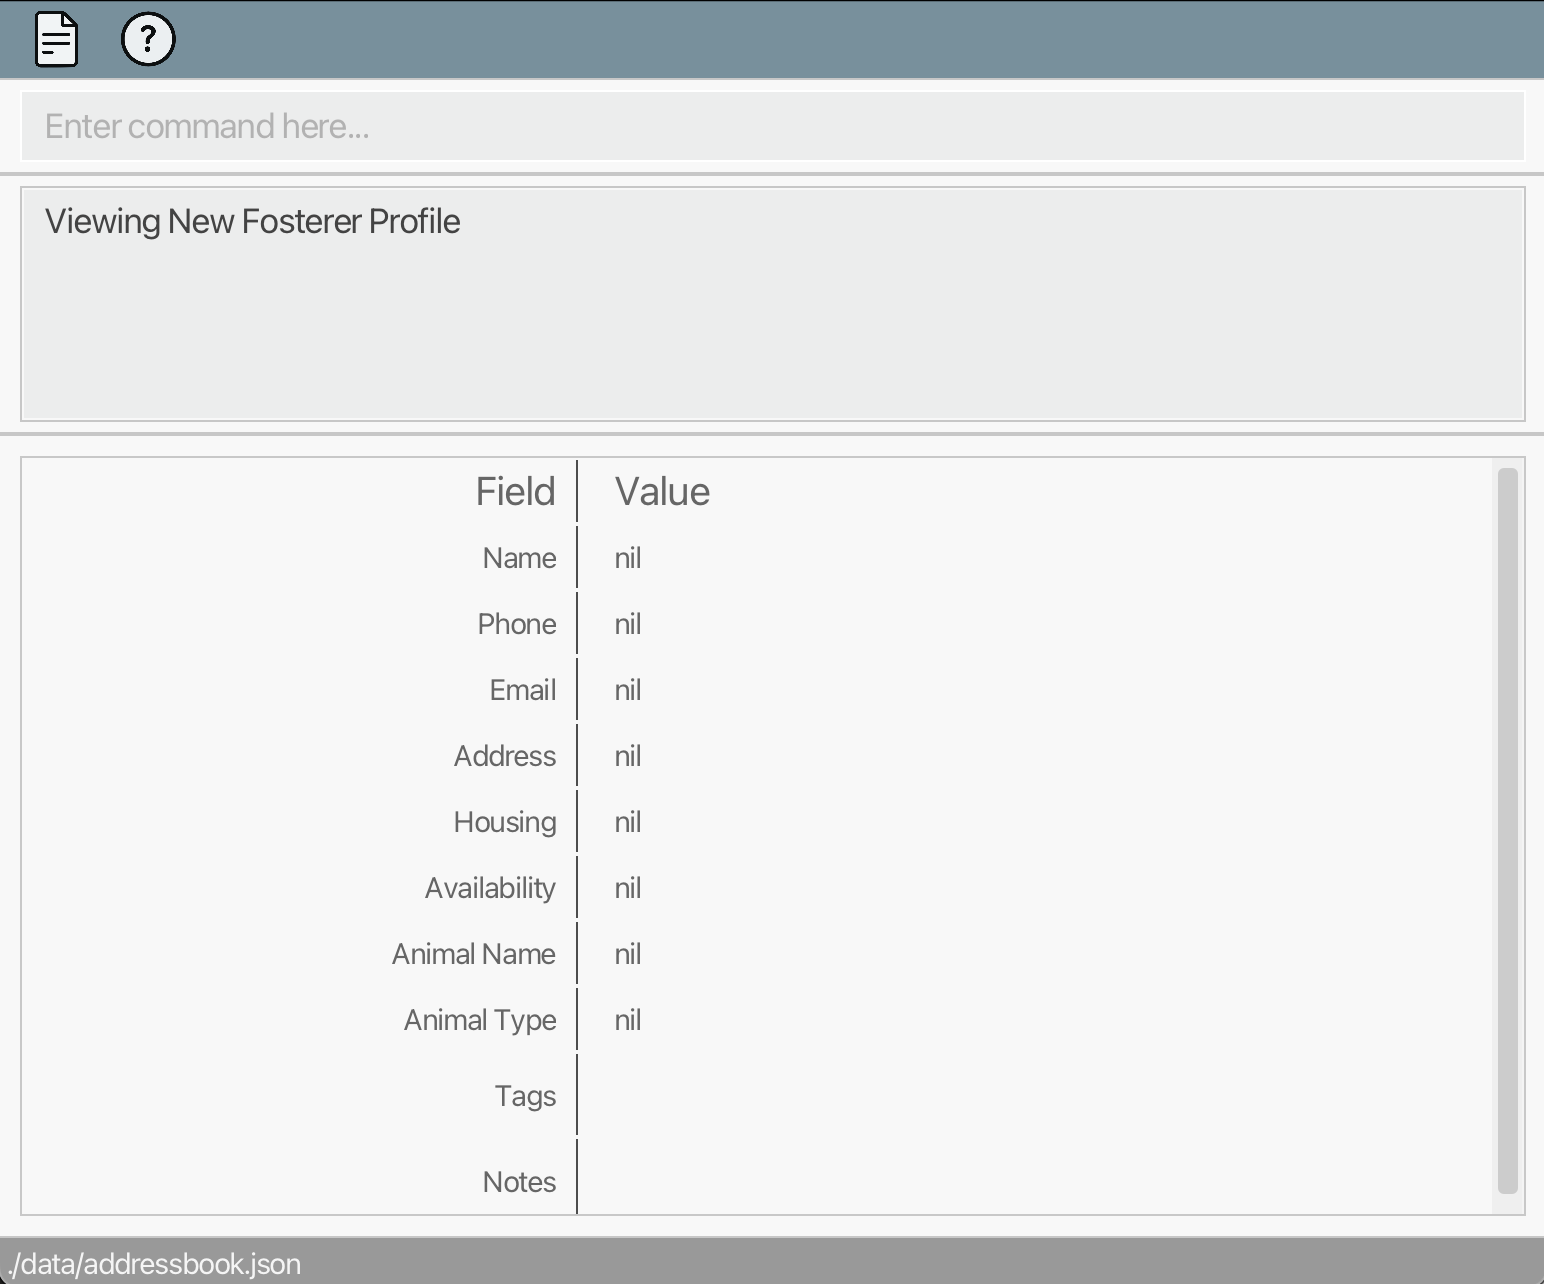 ?
Enter command here...
Viewing New Fosterer Profile
Field Value
Name nil
Phone nil
Email nil
Address nil
Housing nil
Availability nil
Animal Name nil
Animal Type nil
Tags
Notes
./data/addressbook.json